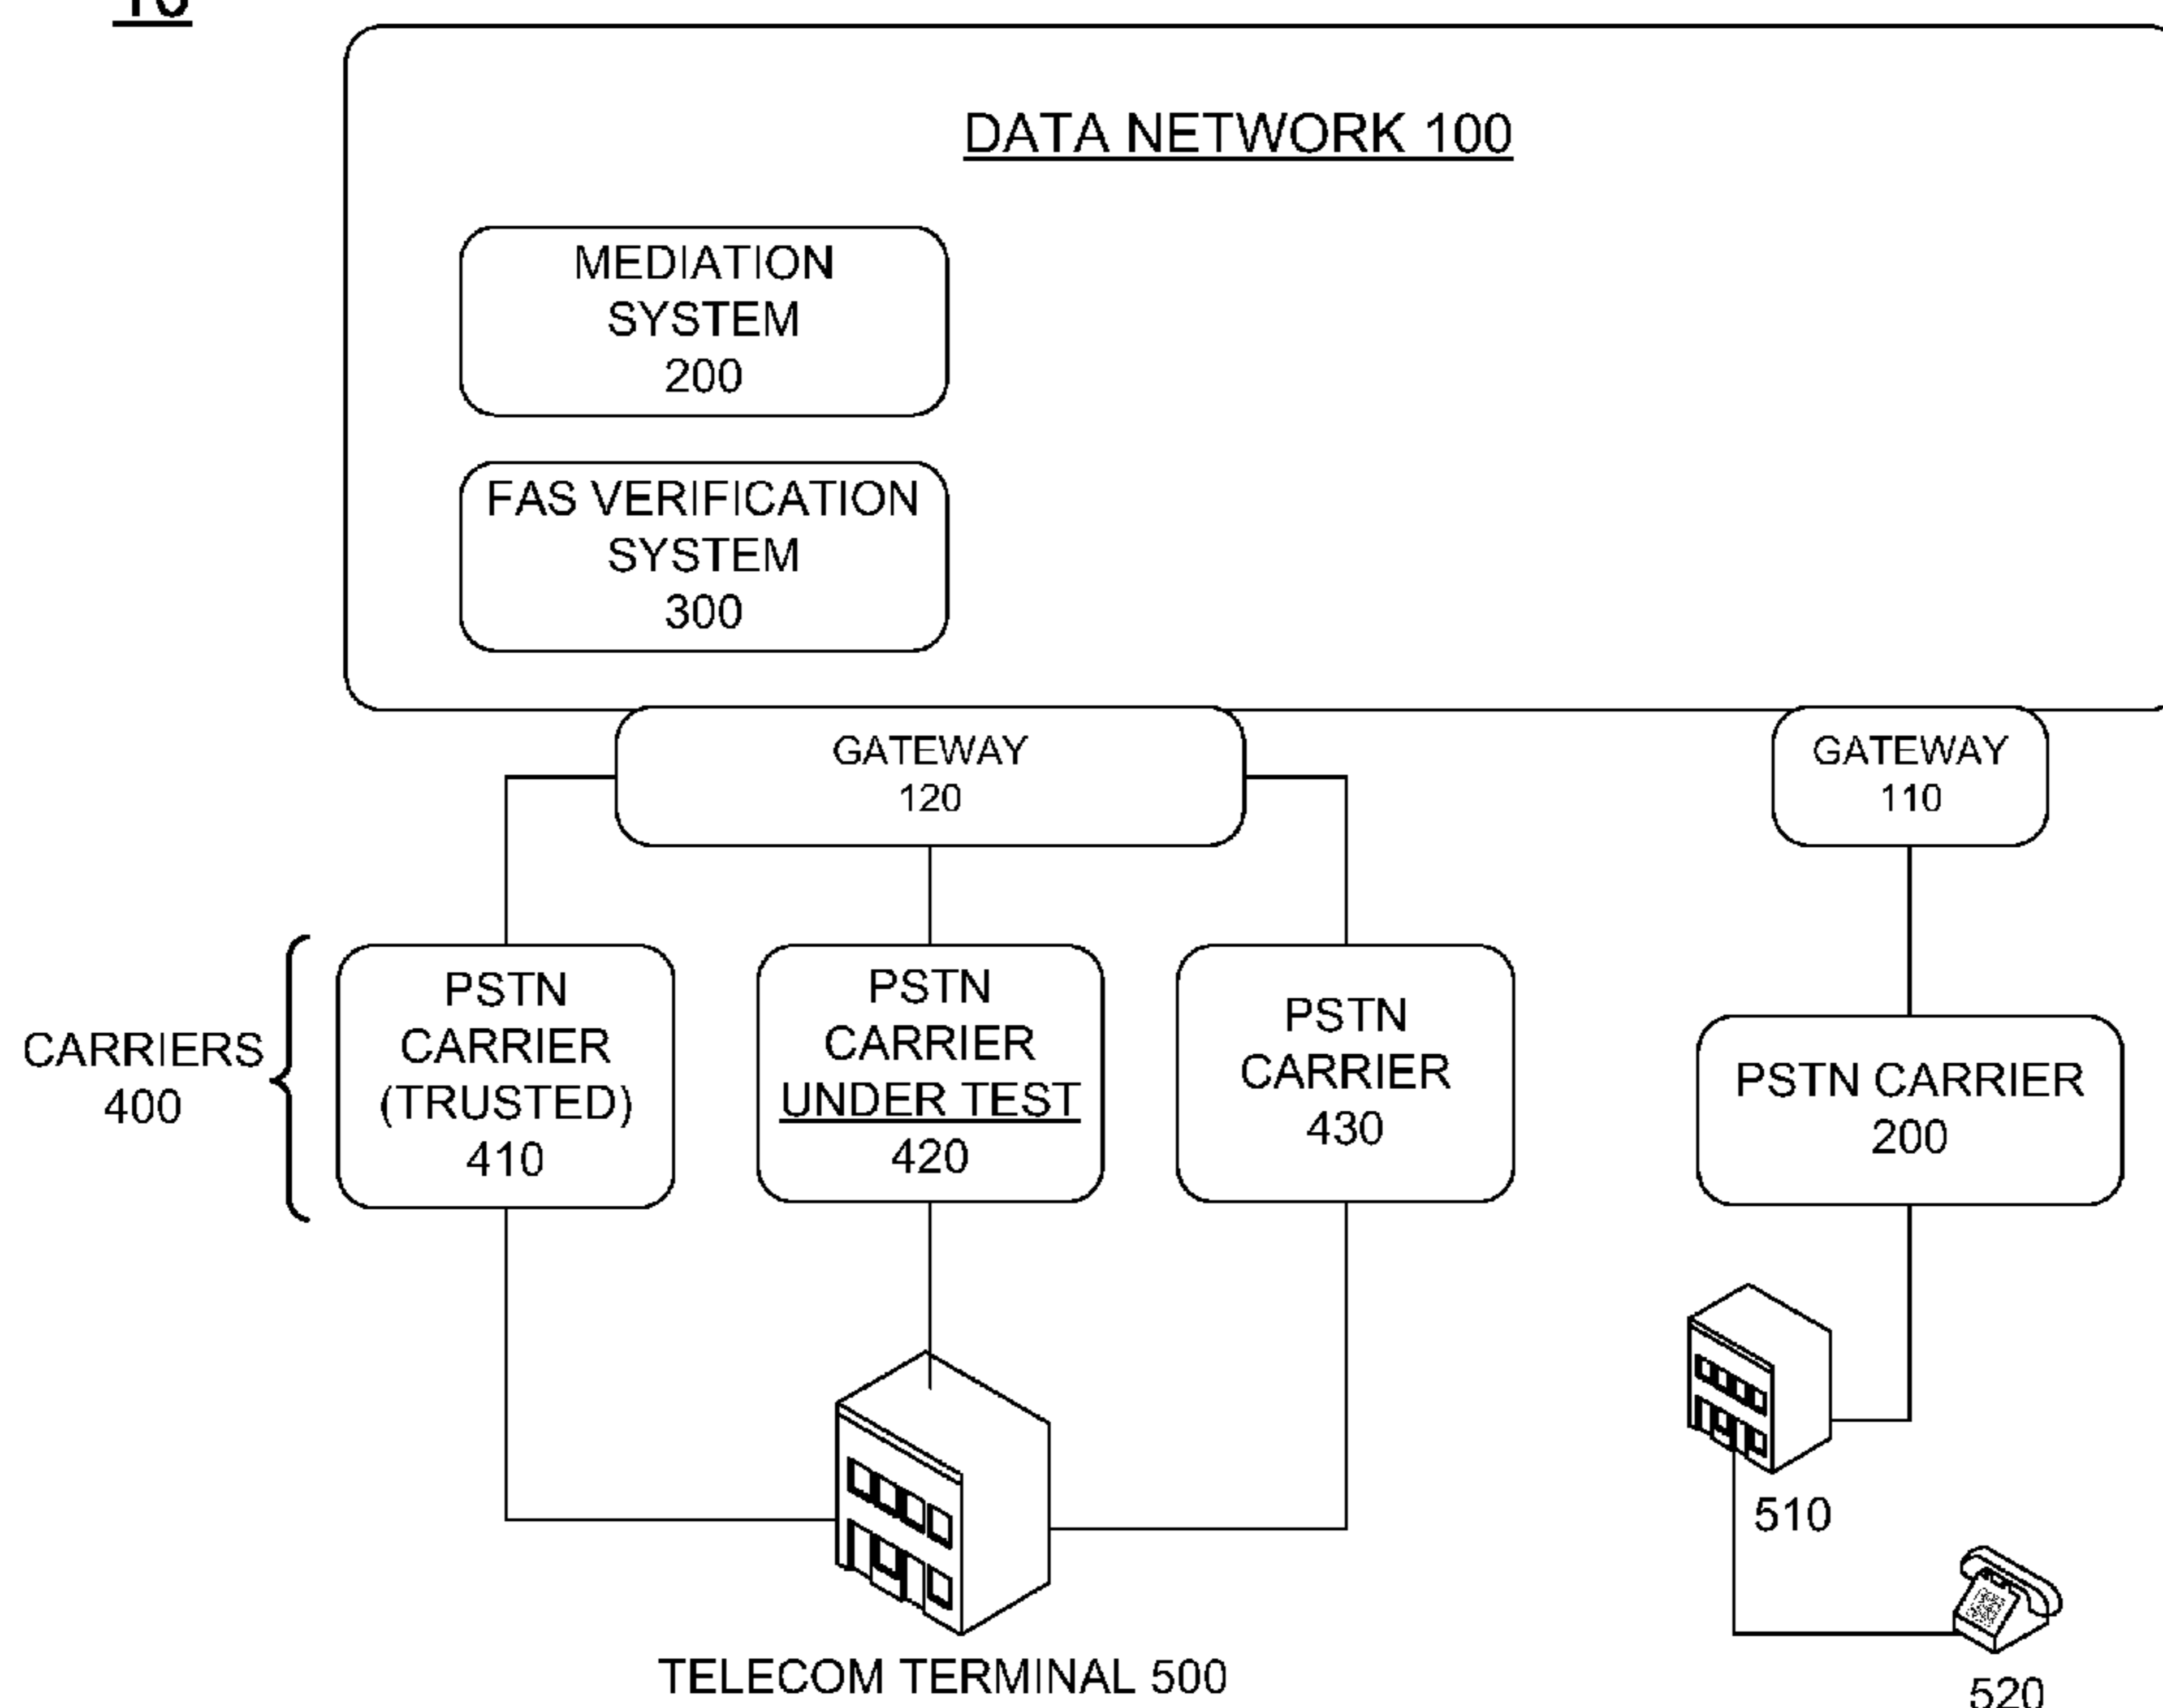 DATA NETWORK 100
MEDIATION
SYSTEM
200
FAS VERIFICATION
SYSTEM
300
GATEWAY
120
GATEWAY
110
CARRIERS
400
PSTN
CARRIER
(TRUSTED)
410
PSTN
CARRIER
UNDER TEST
420
PSTN
CARRIER
430
PSTN CARRIER
200
510
TELECOM TERMINAL 500
520